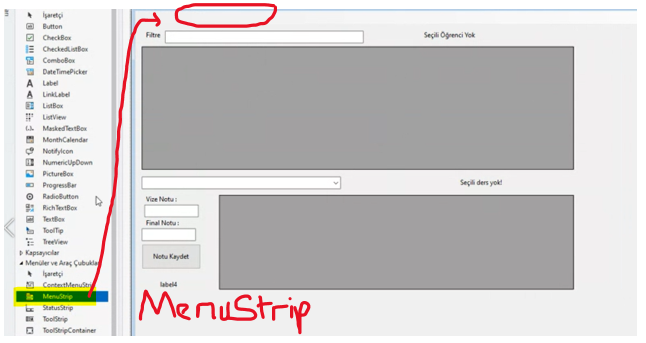 İşaretçi
Button
CheckBox
CheckedListBox
ComboBox
DateTimePicker
Label
LinkLabel
ListBox
ListView
MaskedTextBox
MonthCalendar
NotifyIcon
NumericUpDown
PictureBox
ProgressBar
RadioButton
RichTextBox
TextBox
ToolTip
TreeView
Kapsayıcılar
Menüler ve Araç Çubukları
İşaretçi
ContextMenuStrip
MenuStrip
StatusStrip
ToolStrip
ToolStripContainer
Filtre
Seçili Öğrenci Yok
Seçili ders yok!
Vize Notu :
Final Notu :
Notu Kaydet
label4
MenuStrip